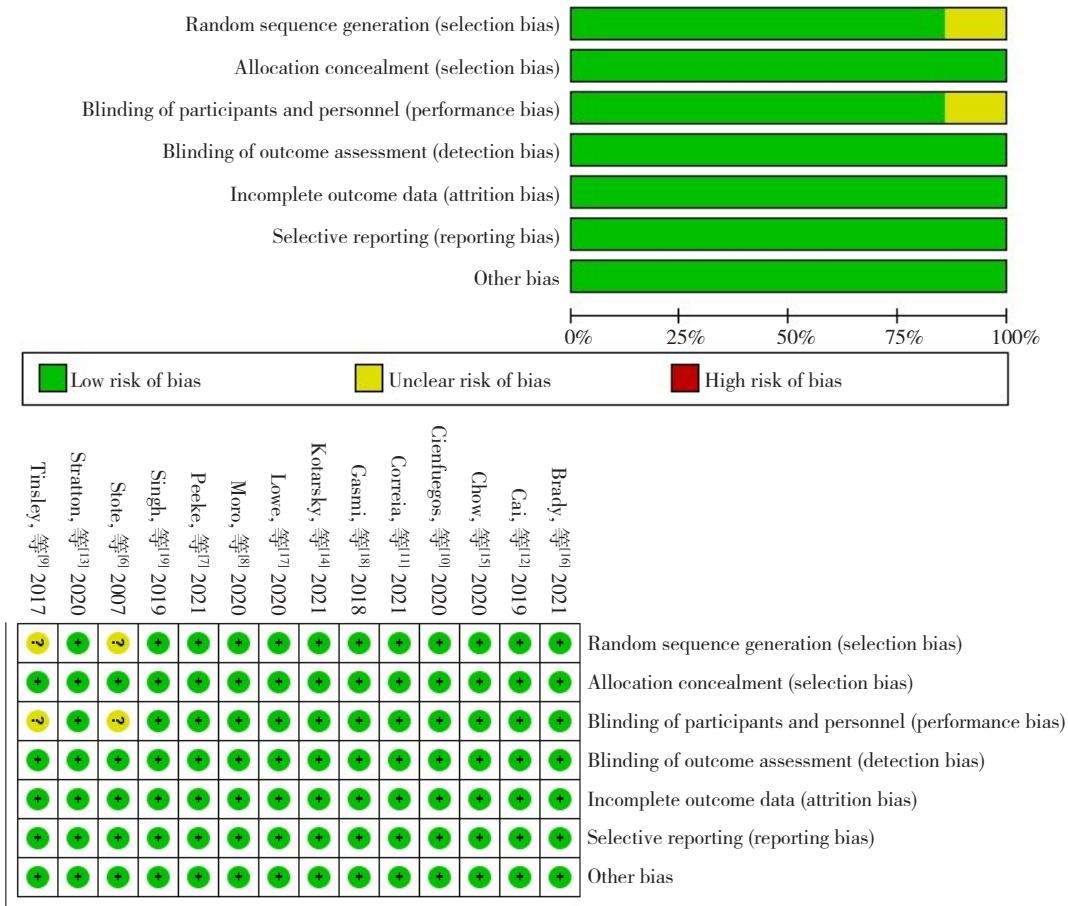 Random sequence generation (selection bias)
Allocation concealment (selection bias)
Blinding of participants and personnel (performance bias)
Blinding of outcome assessment (detection bias)
Incomplete outcome data (attrition bias)
Selective reporting (reporting bias)
Other bias
0% 25% 50% 75% 100%
Low risk of bias Unclear risk of bias High risk of bias
Tinsley, 等[9] 2017
Stratton, 等[13] 2020
Stote, 等[6] 2007
Singh, 等[19] 2019
Peeke, 等[7] 2021
Moro, 等[8] 2020
Lowe, 等[17] 2020
Kotarsky, 等[14] 2021
Gasmi, 等[18] 2018
Correia, 等[11] 2021
Cienfuegos, 等[10] 2020
Chow, 等[15] 2020
Cai, 等[12] 2019
Brady, 等[16] 2021
? + ? + + + + + + + + + + + Random sequence generation (selection bias)
+ + + + + + + + + + + + + + Allocation concealment (selection bias)
? + ? + + + + + + + + + + + Blinding of participants and personnel (performance bias)
+ + + + + + + + + + + + + + Blinding of outcome assessment (detection bias)
+ + + + + + + + + + + + + + Incomplete outcome data (attrition bias)
+ + + + + + + + + + + + + + Selective reporting (reporting bias)
+ + + + + + + + + + + + + + Other bias